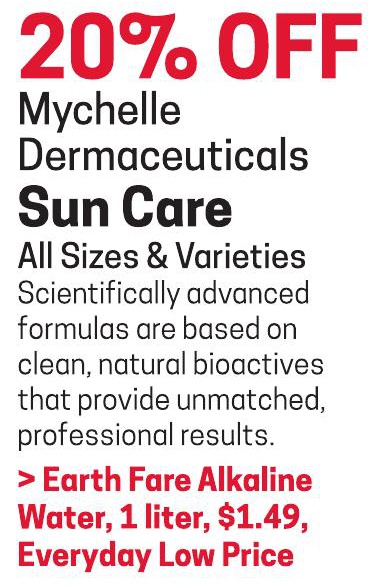 20% OFF
Mychelle
Dermaceuticals
Sun Care
All Sizes & Varieties
Scientifically advanced
formulas are based on
clean, natural bioactives
that provide unmatched,
professional results.
> Earth Fare Alkaline
Water, 1 liter, $1.49,
Everyday Low Price